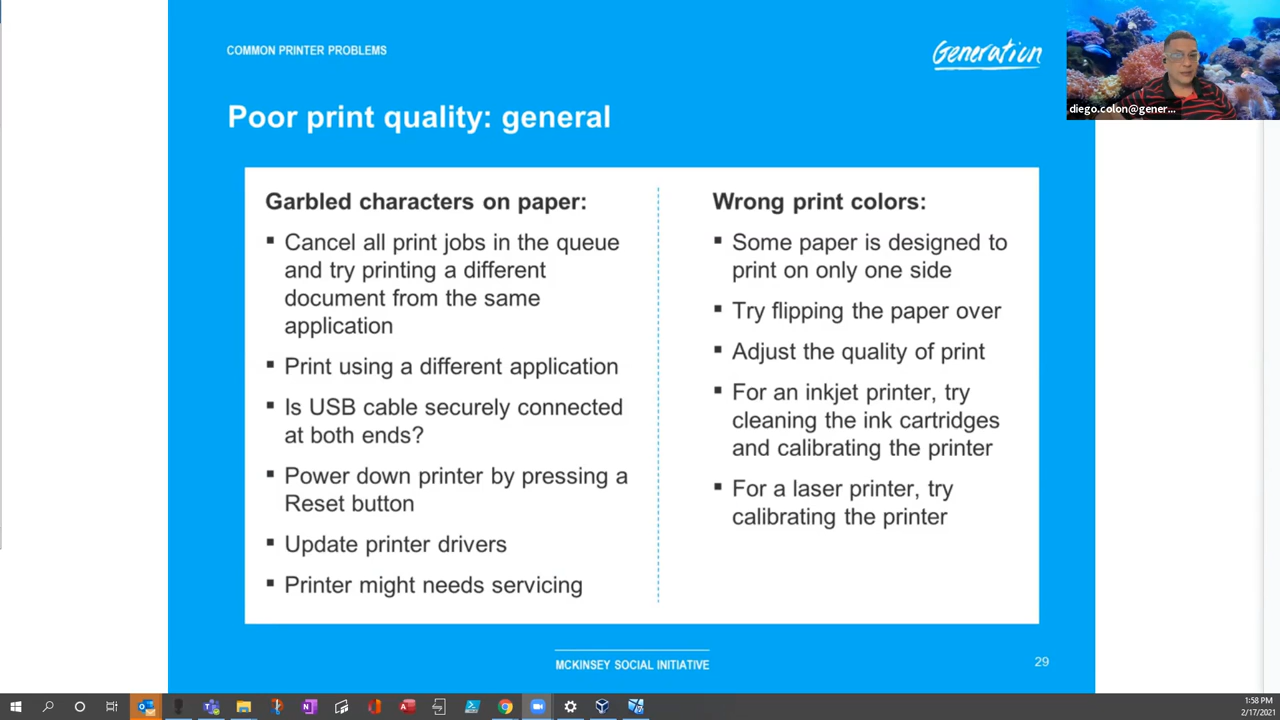 COMMON PRINTER PROBLEMS
Generation
diego.colon@gener...
Poor print quality: general
Garbled characters on paper:
▪ Cancel all print jobs in the queue
and try printing a different
document from the same
application
▪ Print using a different application
▪ Is USB cable securely connected
at both ends?
▪ Power down printer by pressing a
Reset button
▪ Update printer drivers
▪ Printer might needs servicing
Wrong print colors:
▪ Some paper is designed to
print on only one side
▪ Try flipping the paper over
▪ Adjust the quality of print
▪ For an inkjet printer, try
cleaning the ink cartridges
and calibrating the printer
▪ For a laser printer, try
calibrating the printer
MCKINSEY SOCIAL INITIATIVE
29
1:58 PM
2/17/2021